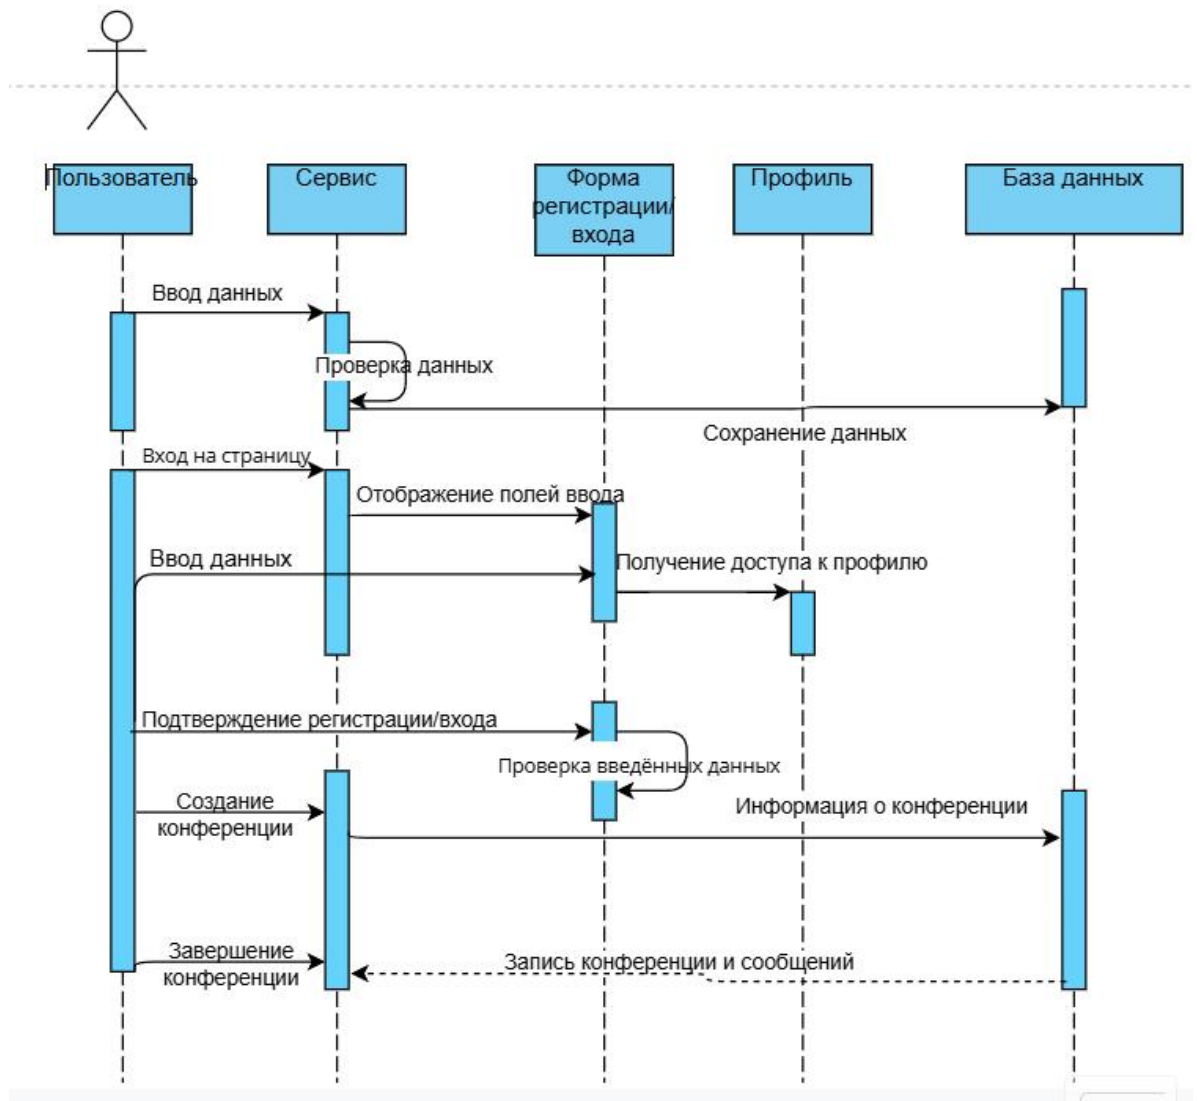 Пользователь
Сервис
Форма
регистрации/
входа
Профиль
База данных
Ввод данных
Проверка данных
Сохранение данных
Вход на страницу
Отображение полей ввода
Ввод данных
Получение доступа к профилю
Подтверждение регистрации/входа
Проверка введённых данных
Создание
конференции
Информация о конференции
Завершение
конференции
Запись конференции и сообщений